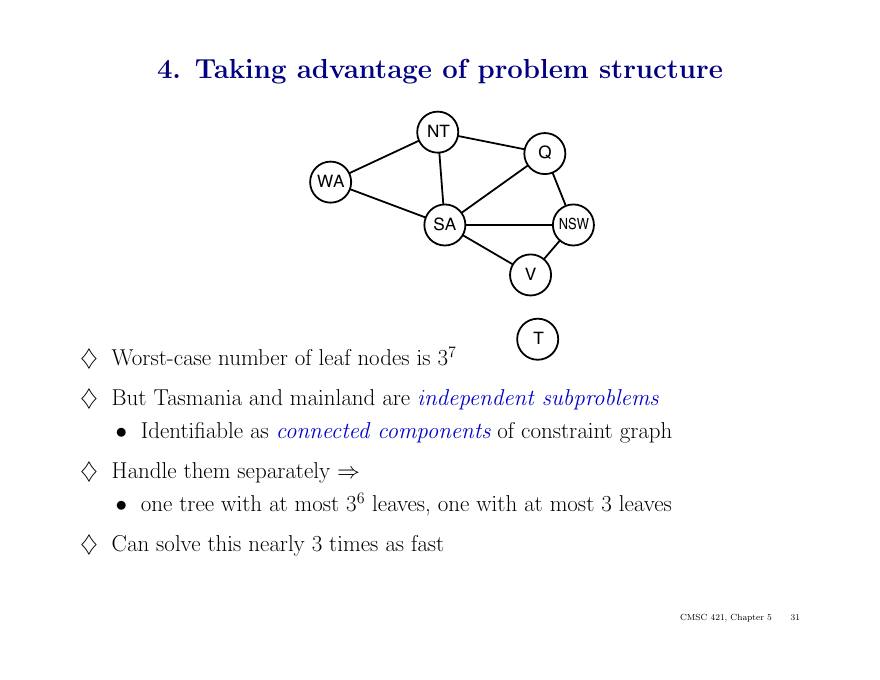 4. Taking advantage of problem structure
NT
Q
WA
SA
NSW
V
T
♢ Worst-case number of leaf nodes is 3⁷
♢ But Tasmania and mainland are independent subproblems
• Identifiable as connected components of constraint graph
♢ Handle them separately ⇒
• one tree with at most 3⁶ leaves, one with at most 3 leaves
♢ Can solve this nearly 3 times as fast
CMSC 421, Chapter 5 31